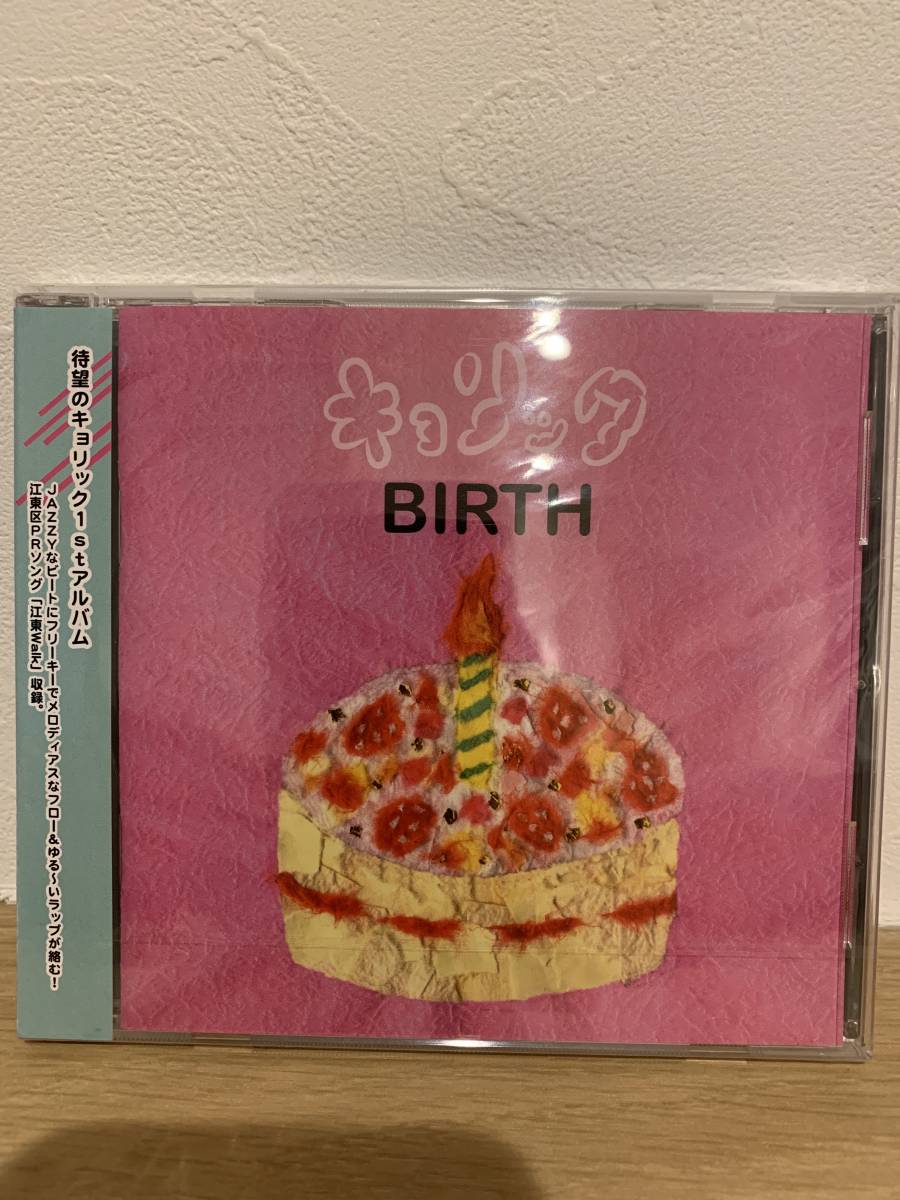 キョリック
BIRTH
待望のキョリック1stアルバム
JAZZYなビートにフリーキーでメロディアスなフロー&ゆる〜いラップが絡む!
江東区PRソング「江東Walk」収録。